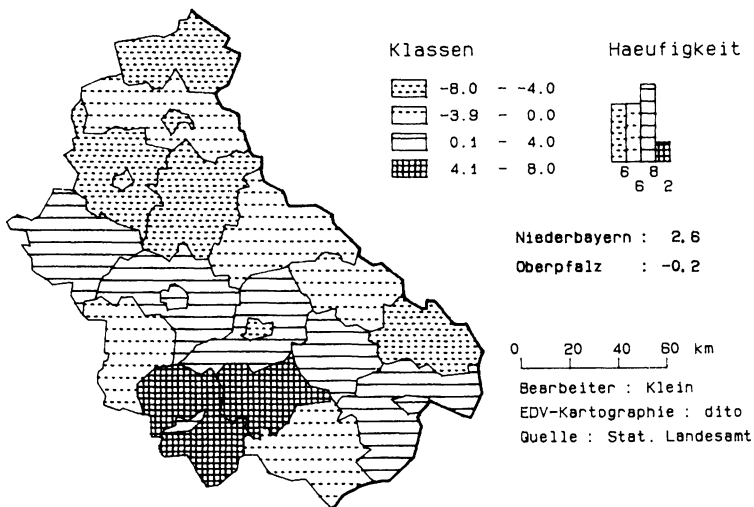 Klassen
-8.0 - -4.0
-3.9 - 0.0
0.1 - 4.0
4.1 - 8.0
Haeufigkeit
6 8
6 2
Niederbayern : 2,6
Oberpfalz : -0,2
0 20 40 60 km
Bearbeiter : Klein
EDV-Kartographie : dito
Quelle : Stat. Landesamt